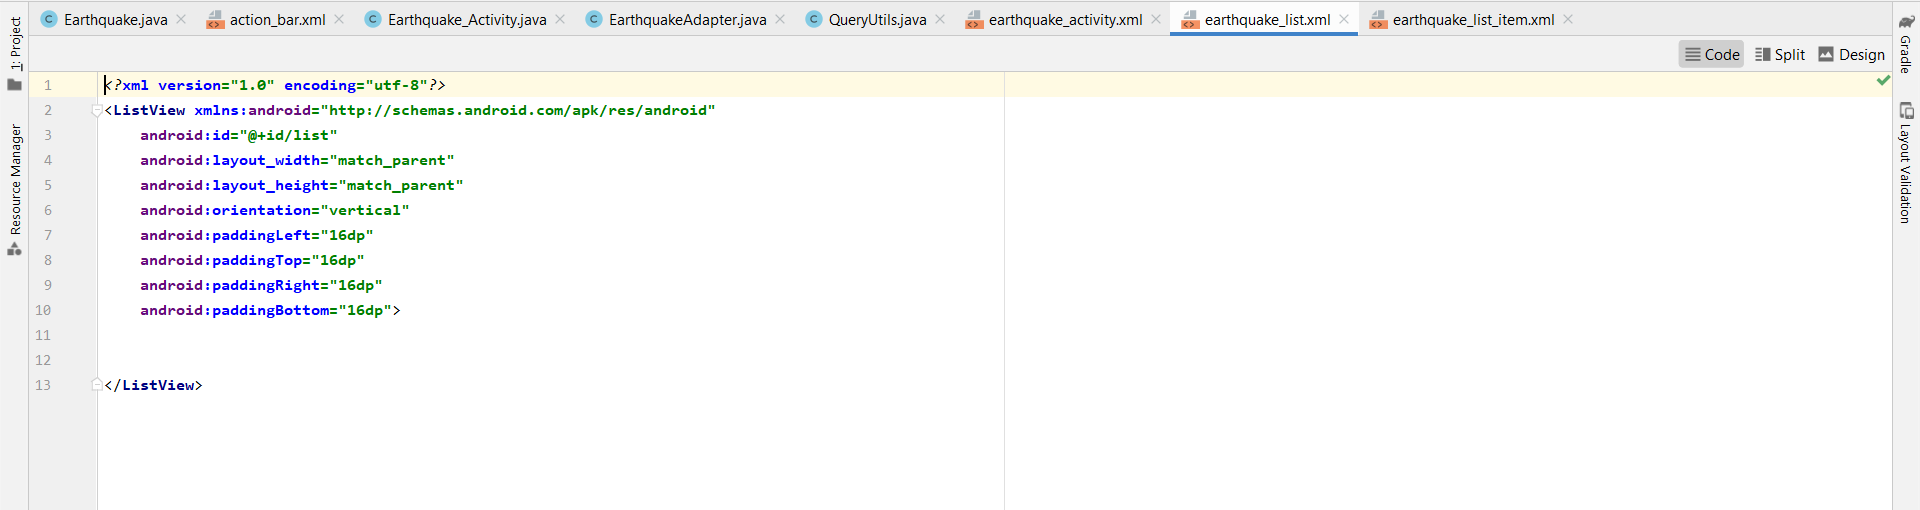 Earthquake.java action_bar.xml Earthquake_Activity.java EarthquakeAdapter.java QueryUtils.java earthquake_activity.xml earthquake_list.xml earthquake_list_item.xml
Code Split Design
1: Project
Resource Manager
1 <?xml version="1.0" encoding="utf-8"?>
2 <ListView xmlns:android="http://schemas.android.com/apk/res/android"
3 android:id="@+id/list"
4 android:layout_width="match_parent"
5 android:layout_height="match_parent"
6 android:orientation="vertical"
7 android:paddingLeft="16dp"
8 android:paddingTop="16dp"
9 android:paddingRight="16dp"
10 android:paddingBottom="16dp">
11
12
13 </ListView>
Gradle
Layout Validation